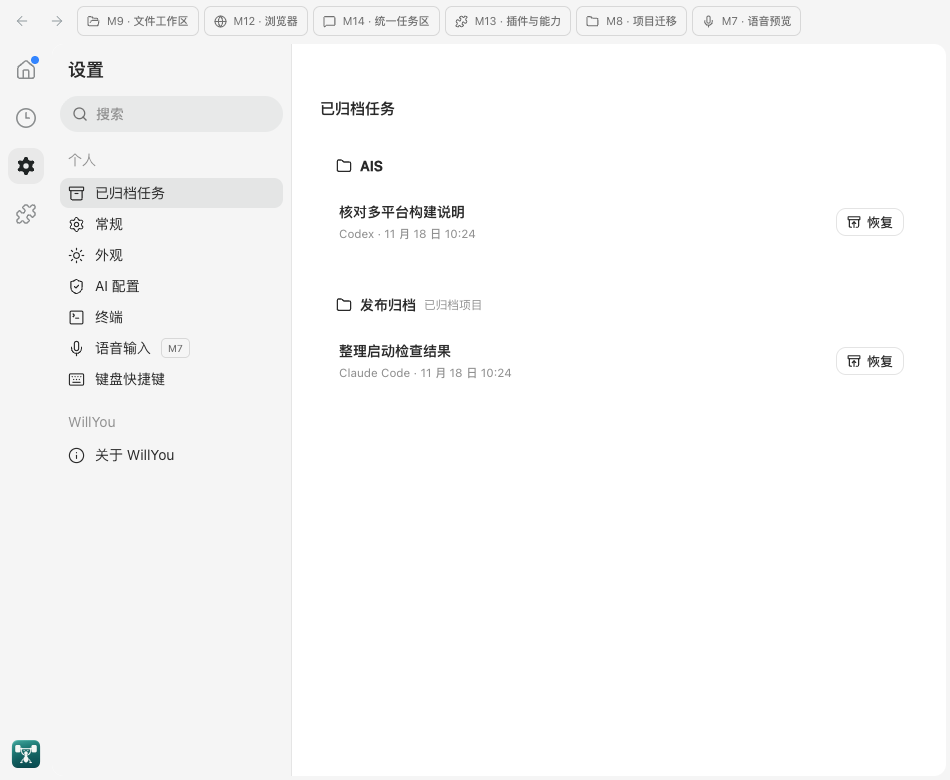 M9 · 文件工作区
M12 · 浏览器
M14 · 统一任务区
M13 · 插件与能力
M8 · 项目迁移
M7 · 语音预览
设置
搜索
个人
已归档任务
常规
外观
AI 配置
终端
语音输入 M7
键盘快捷键
WillYou
关于 WillYou
已归档任务
AIS
核对多平台构建说明
Codex · 11 月 18 日 10:24
恢复
发布归档 已归档项目
整理启动检查结果
Claude Code · 11 月 18 日 10:24
恢复